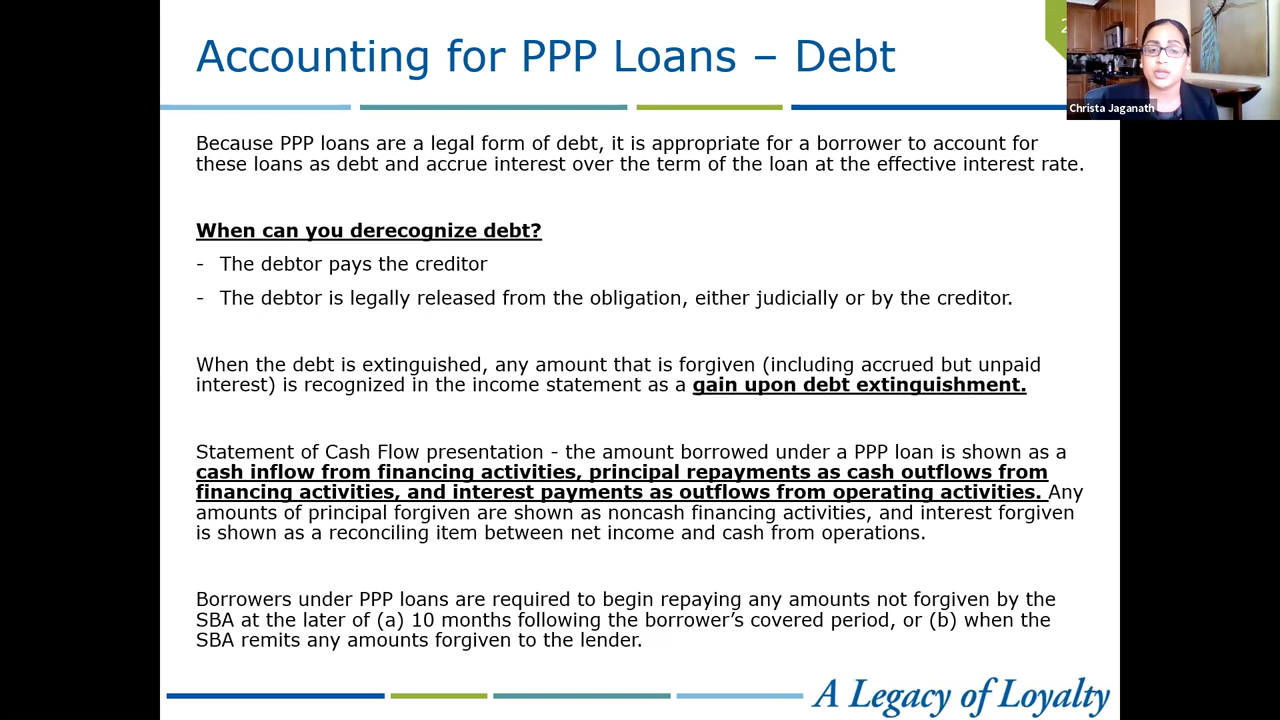 Accounting for PPP Loans – Debt
2
Christa Jaganath
Because PPP loans are a legal form of debt, it is appropriate for a borrower to account for
these loans as debt and accrue interest over the term of the loan at the effective interest rate.
When can you derecognize debt?
- The debtor pays the creditor
- The debtor is legally released from the obligation, either judicially or by the creditor.
When the debt is extinguished, any amount that is forgiven (including accrued but unpaid
interest) is recognized in the income statement as a gain upon debt extinguishment.
Statement of Cash Flow presentation - the amount borrowed under a PPP loan is shown as a
cash inflow from financing activities, principal repayments as cash outflows from
financing activities, and interest payments as outflows from operating activities. Any
amounts of principal forgiven are shown as noncash financing activities, and interest forgiven
is shown as a reconciling item between net income and cash from operations.
Borrowers under PPP loans are required to begin repaying any amounts not forgiven by the
SBA at the later of (a) 10 months following the borrower’s covered period, or (b) when the
SBA remits any amounts forgiven to the lender.
A Legacy of Loyalty